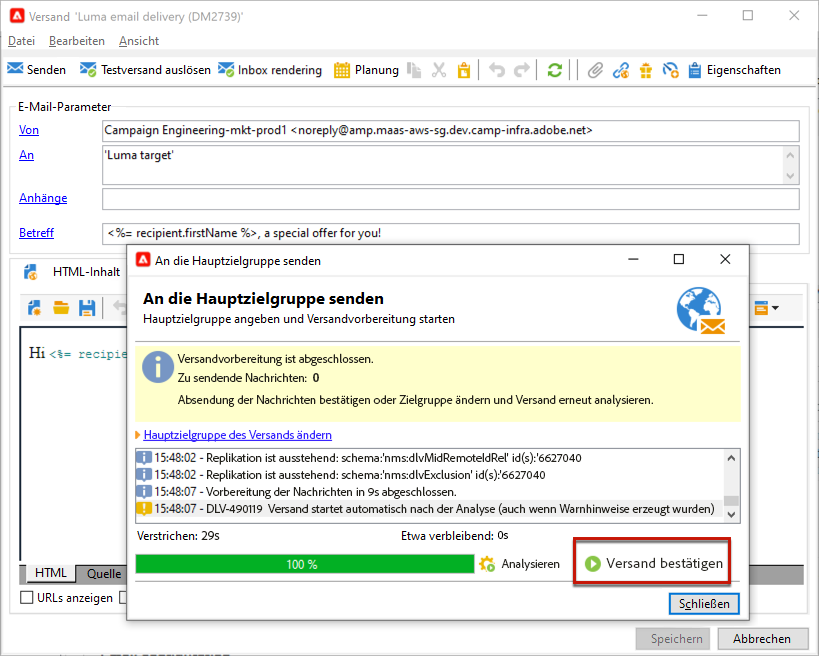 Versand 'Luma email delivery (DM2739)'
Datei Bearbeiten Ansicht
Senden Testversand auslösen Inbox rendering Planung Eigenschaften
E-Mail-Parameter
Von Campaign Engineering-mkt-prod1 <noreply@amp.maas-aws-sg.dev.camp-infra.adobe.net>
An 'Luma target'
Anhänge
Betreff <%= recipient.firstName %>, a special offer for you!
HTML-Inhalt
Hi <%= recipie
An die Hauptzielgruppe senden
An die Hauptzielgruppe senden
Hauptzielgruppe angeben und Versandvorbereitung starten
Versandvorbereitung ist abgeschlossen.
Zu sendende Nachrichten: 0
Absendung der Nachrichten bestätigen oder Zielgruppe ändern und Versand erneut analysieren.
Hauptzielgruppe des Versands ändern
15:48:02 - Replikation ist ausstehend: schema:'nms:dlvMidRemoteIdRel' id(s):'6627040
15:48:02 - Replikation ist ausstehend: schema:'nms:dlvExclusion' id(s):'6627040
15:48:07 - Vorbereitung der Nachrichten in 9s abgeschlossen.
15:48:07 - DLV-490119 Versand startet automatisch nach der Analyse (auch wenn Warnhinweise erzeugt wurden)
Verstrichen: 29s Etwa verbleibend: 0s
100 % Analysieren Versand bestätigen
Schließen
HTML Quelle
URLs anzeigen
Speichern Abbrechen